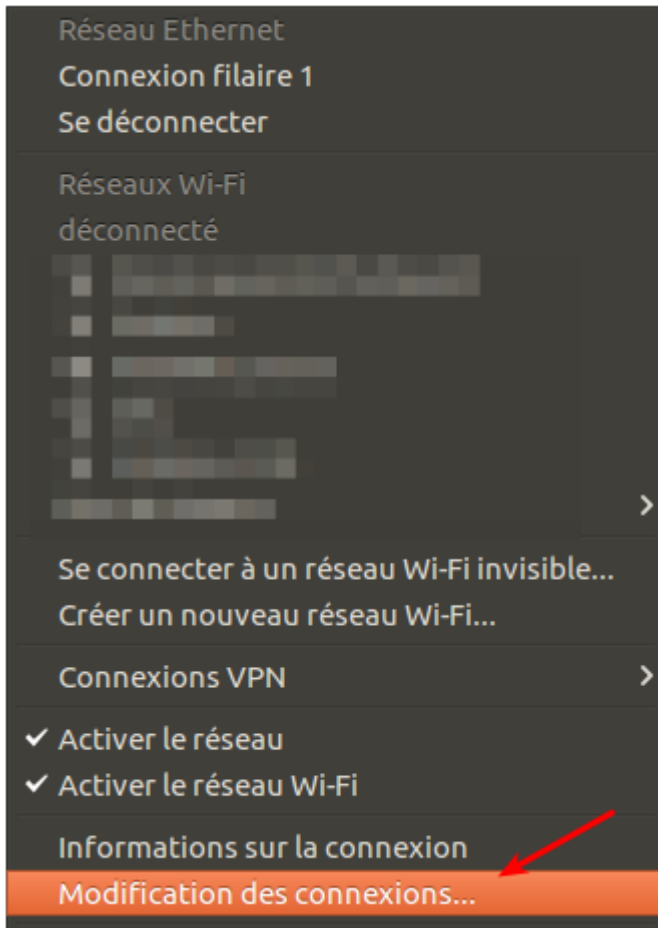 Réseau Ethernet
Connexion filaire 1
Se déconnecter
Réseaux Wi-Fi
déconnecté
Se connecter à un réseau Wi-Fi invisible...
Créer un nouveau réseau Wi-Fi...
Connexions VPN
Activer le réseau
Activer le réseau Wi-Fi
Informations sur la connexion
Modification des connexions...